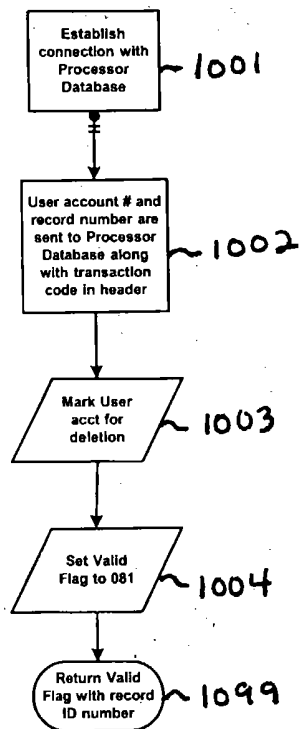 Establish
connection with
Processor
Database
1001
User account # and
record number are
sent to Processor
Database along
with transaction
code in header
1002
Mark User
acct for
deletion
1003
Set Valid
Flag to 081
1004
Return Valid
Flag with record
ID number
1099